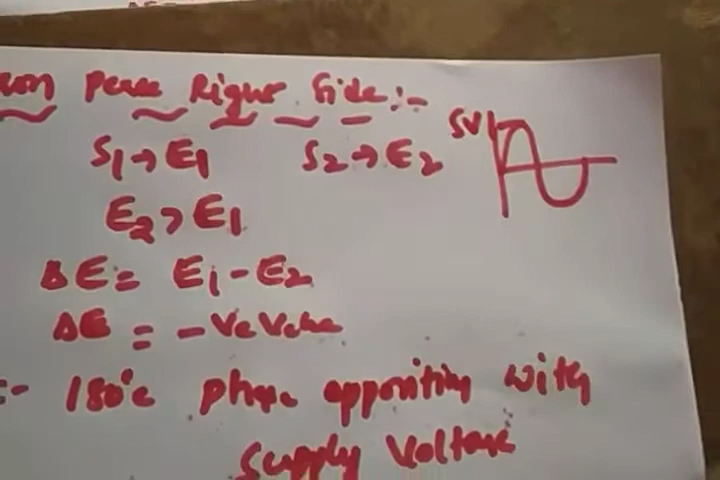 Right Side:-
S1→E1 S2→E2 5V
E2>E1
ΔE= E1-E2
ΔE = -Ve Value
:- 180°c phase opposition with
Supply Voltage